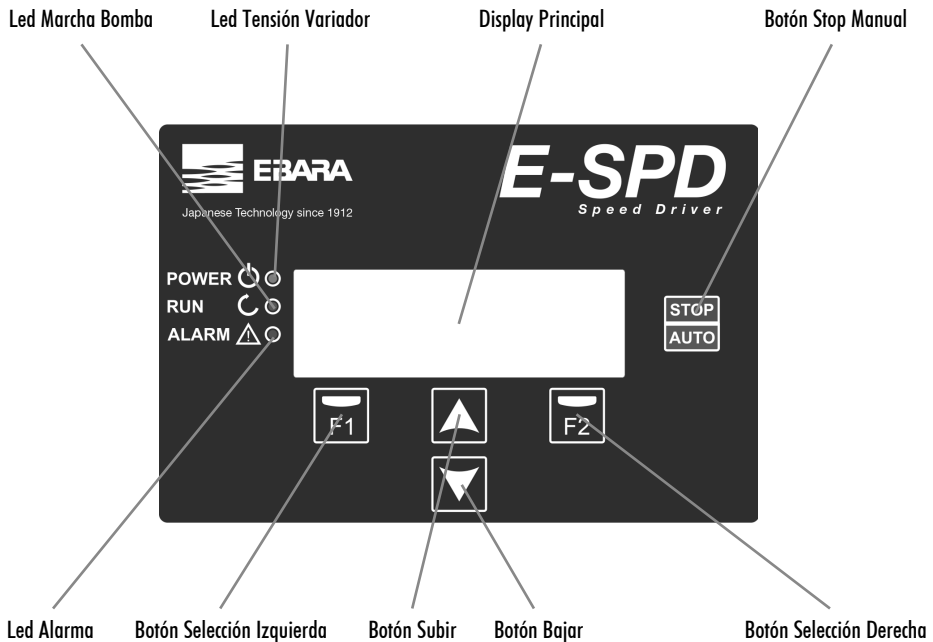 Led Marcha Bomba
Led Tensión Variador
Display Principal
Botón Stop Manual
EBARA
Japanese Technology since 1912
E-SPD
Speed Driver
POWER
RUN
ALARM
STOP
AUTO
F1
F2
Led Alarma
Botón Selección Izquierda
Botón Subir
Botón Bajar
Botón Selección Derecha